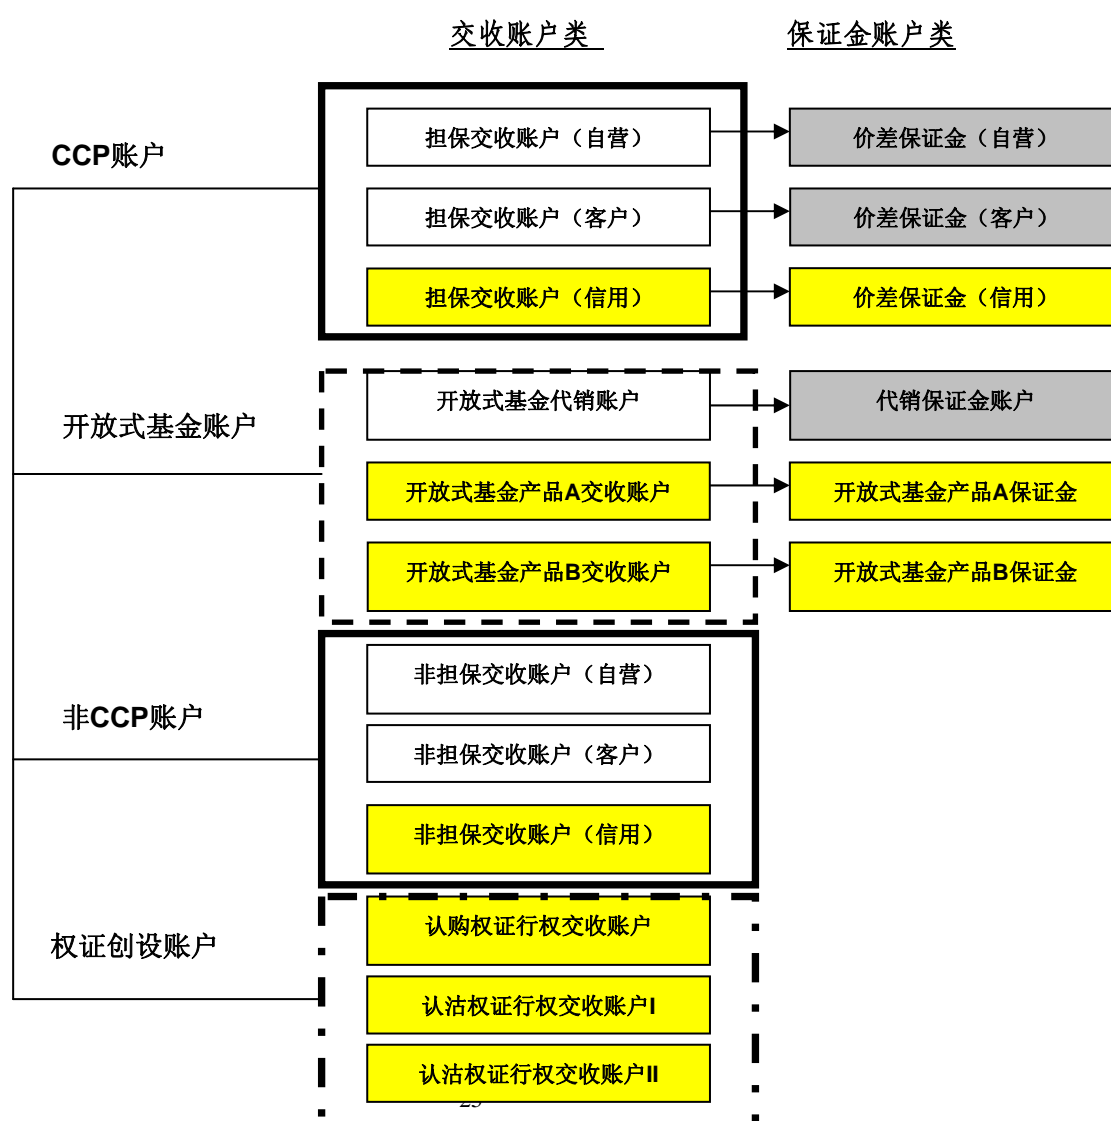 交收账户类 保证金账户类
CCP账户
担保交收账户（自营） 价差保证金（自营）
担保交收账户（客户） 价差保证金（客户）
担保交收账户（信用） 价差保证金（信用）
开放式基金账户
开放式基金代销账户 代销保证金账户
开放式基金产品A交收账户 开放式基金产品A保证金
开放式基金产品B交收账户 开放式基金产品B保证金
非CCP账户
非担保交收账户（自营）
非担保交收账户（客户）
非担保交收账户（信用）
权证创设账户
认购权证行权交收账户
认沽权证行权交收账户I
认沽权证行权交收账户II